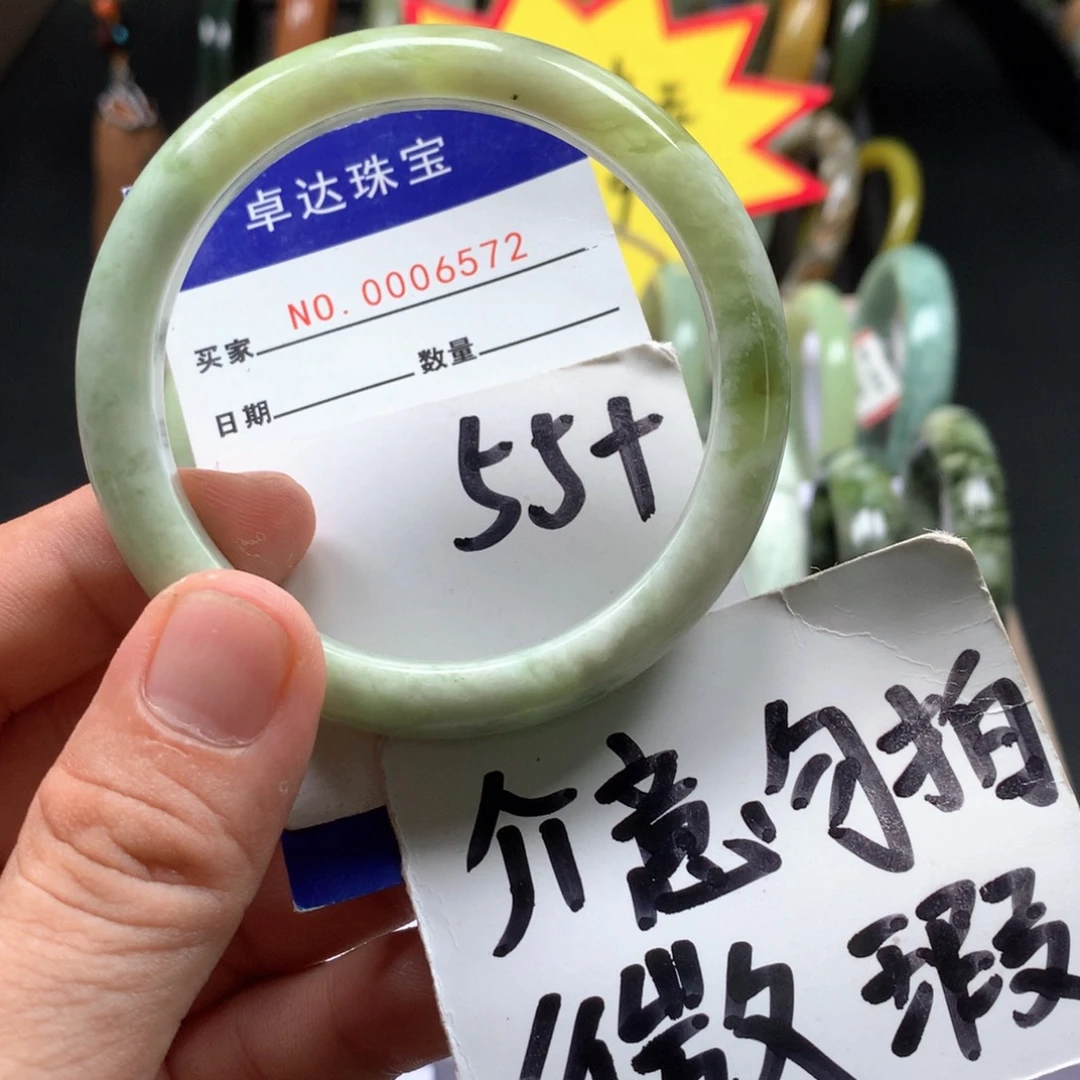 卓达珠宝
NO. 0006572
买家
数量
日期
55+
介意勿拍
微瑕